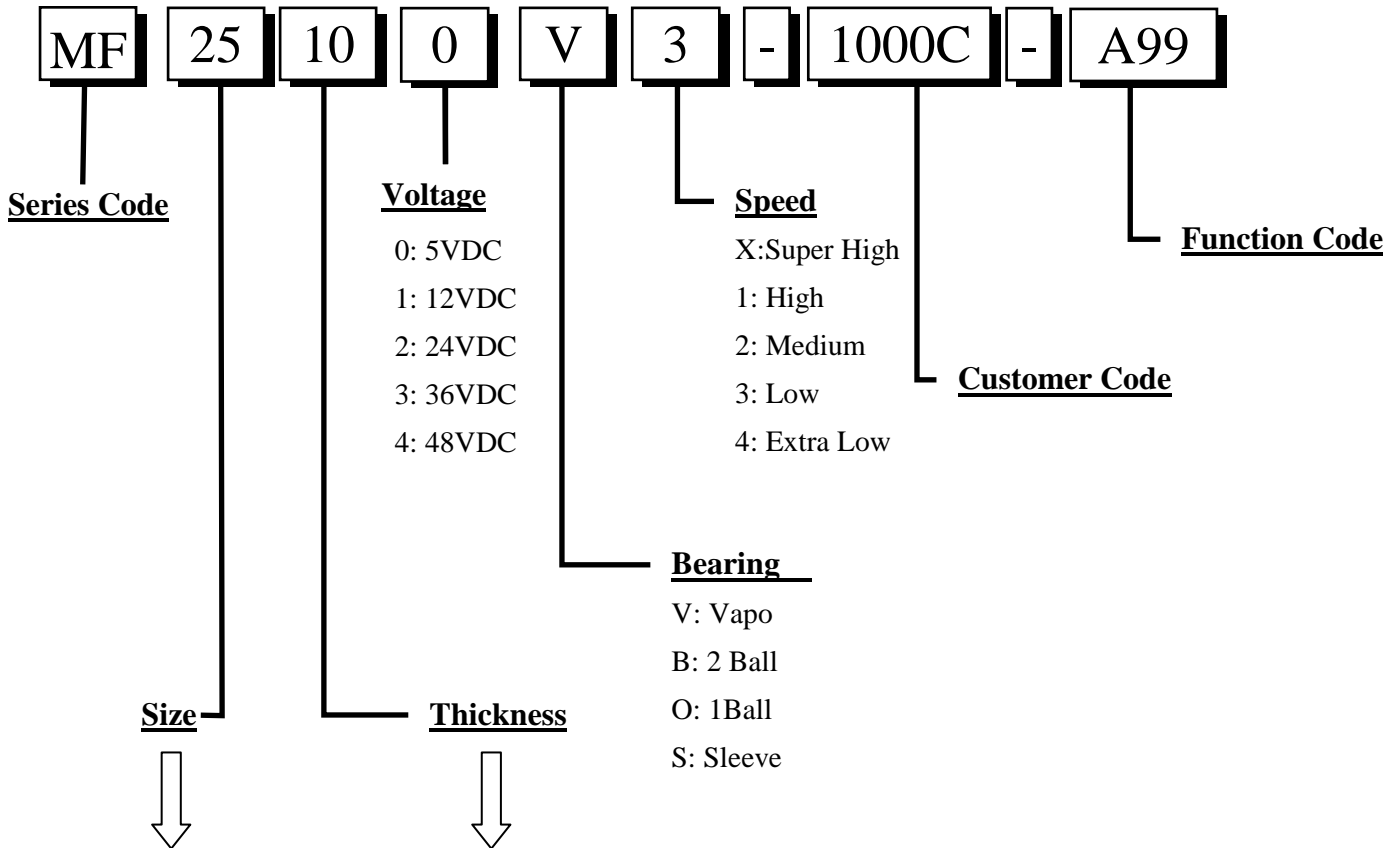 MF 25 10 0 V 3 - 1000C - A99
Series Code
Voltage
0: 5VDC
1: 12VDC
2: 24VDC
3: 36VDC
4: 48VDC
Speed
X:Super High
1: High
2: Medium
3: Low
4: Extra Low
Function Code
Customer Code
Bearing
V: Vapo
B: 2 Ball
O: 1Ball
S: Sleeve
Size
Thickness